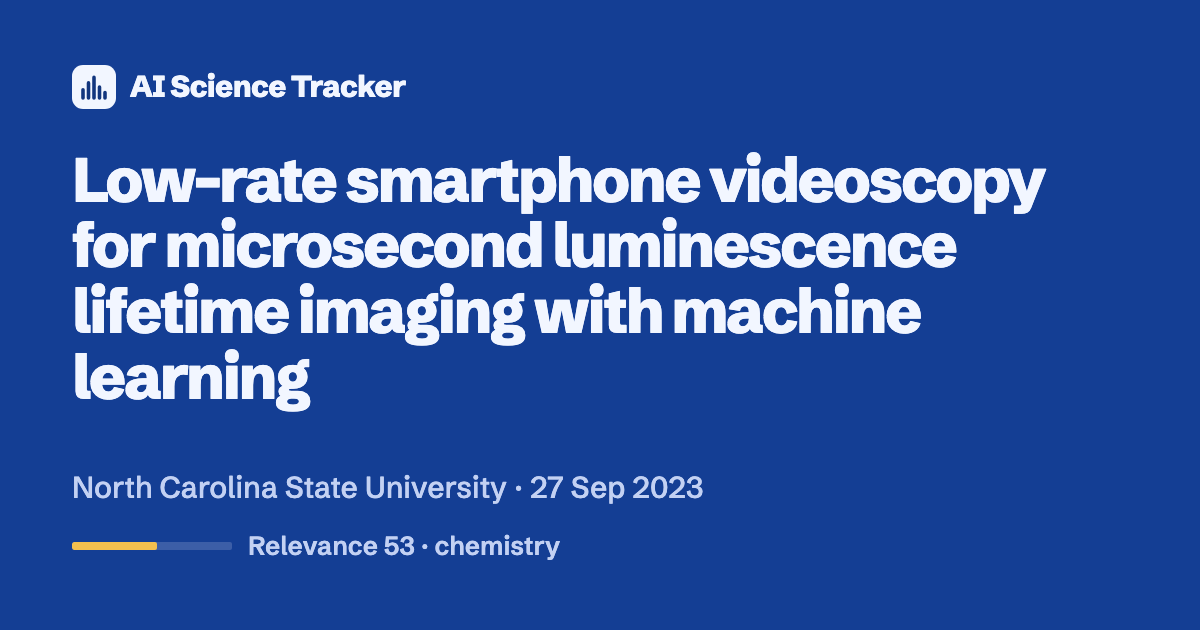 AI Science Tracker
Low-rate smartphone videoscopy
for microsecond luminescence
lifetime imaging with machine
learning
North Carolina State University · 27 Sep 2023
Relevance 53 · chemistry